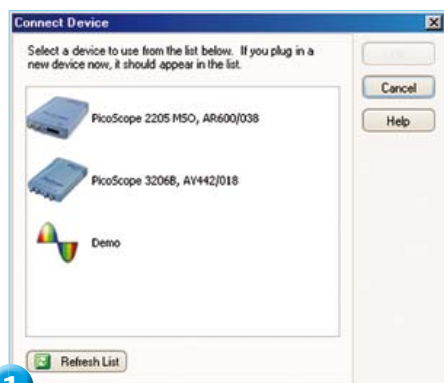 Connect Device
Select a device to use from the list below. If you plug in a
new device now, it should appear in the list.
Cancel
Help
PicoScope 2205 MSO, AR600/038
PicoScope 3206B, AY442/018
Demo
Refresh List
1